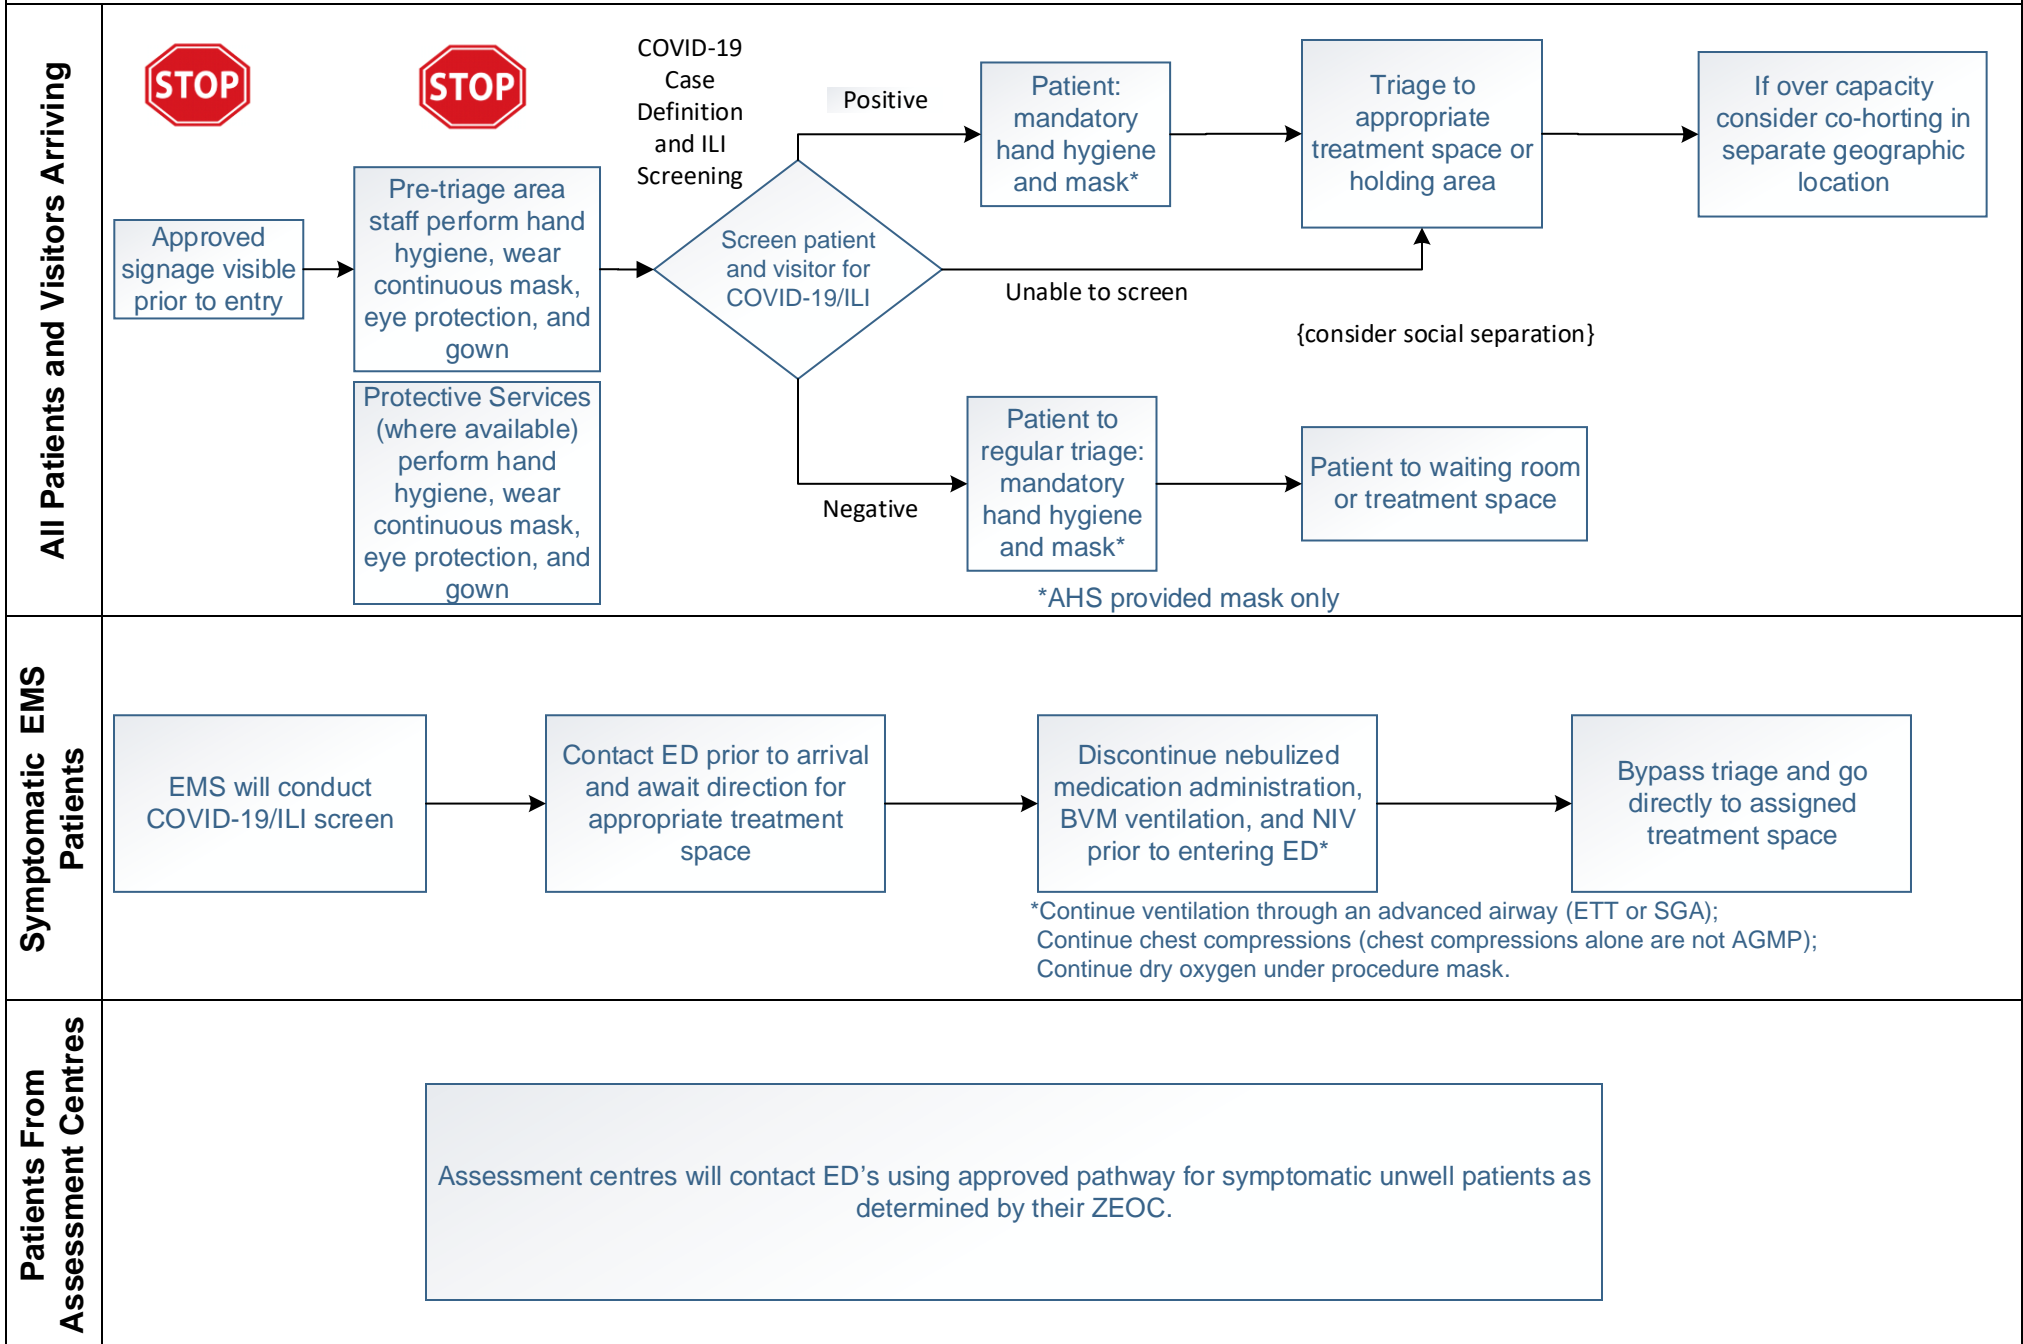 All Patients and Visitors Arriving
STOP
STOP
COVID-19
Case
Definition
and ILI
Screening
Approved
signage visible
prior to entry
Pre-triage area
staff perform hand
hygiene, wear
continuous mask,
eye protection, and
gown
Protective Services
(where available)
perform hand
hygiene, wear
continuous mask,
eye protection, and
gown
Screen patient
and visitor for
COVID-19/ILI
Positive
Patient:
mandatory
hand hygiene
and mask*
Triage to
appropriate
treatment space or
holding area
If over capacity
consider co-horting in
separate geographic
location
Unable to screen
{consider social separation}
Negative
Patient to
regular triage:
mandatory
hand hygiene
and mask*
Patient to waiting room
or treatment space
*AHS provided mask only
Symptomatic EMS
Patients
EMS will conduct
COVID-19/ILI screen
Contact ED prior to arrival
and await direction for
appropriate treatment
space
Discontinue nebulized
medication administration,
BVM ventilation, and NIV
prior to entering ED*
Bypass triage and go
directly to assigned
treatment space
*Continue ventilation through an advanced airway (ETT or SGA);
Continue chest compressions (chest compressions alone are not AGMP);
Continue dry oxygen under procedure mask.
Patients From
Assessment Centres
Assessment centres will contact ED’s using approved pathway for symptomatic unwell patients as
determined by their ZEOC.